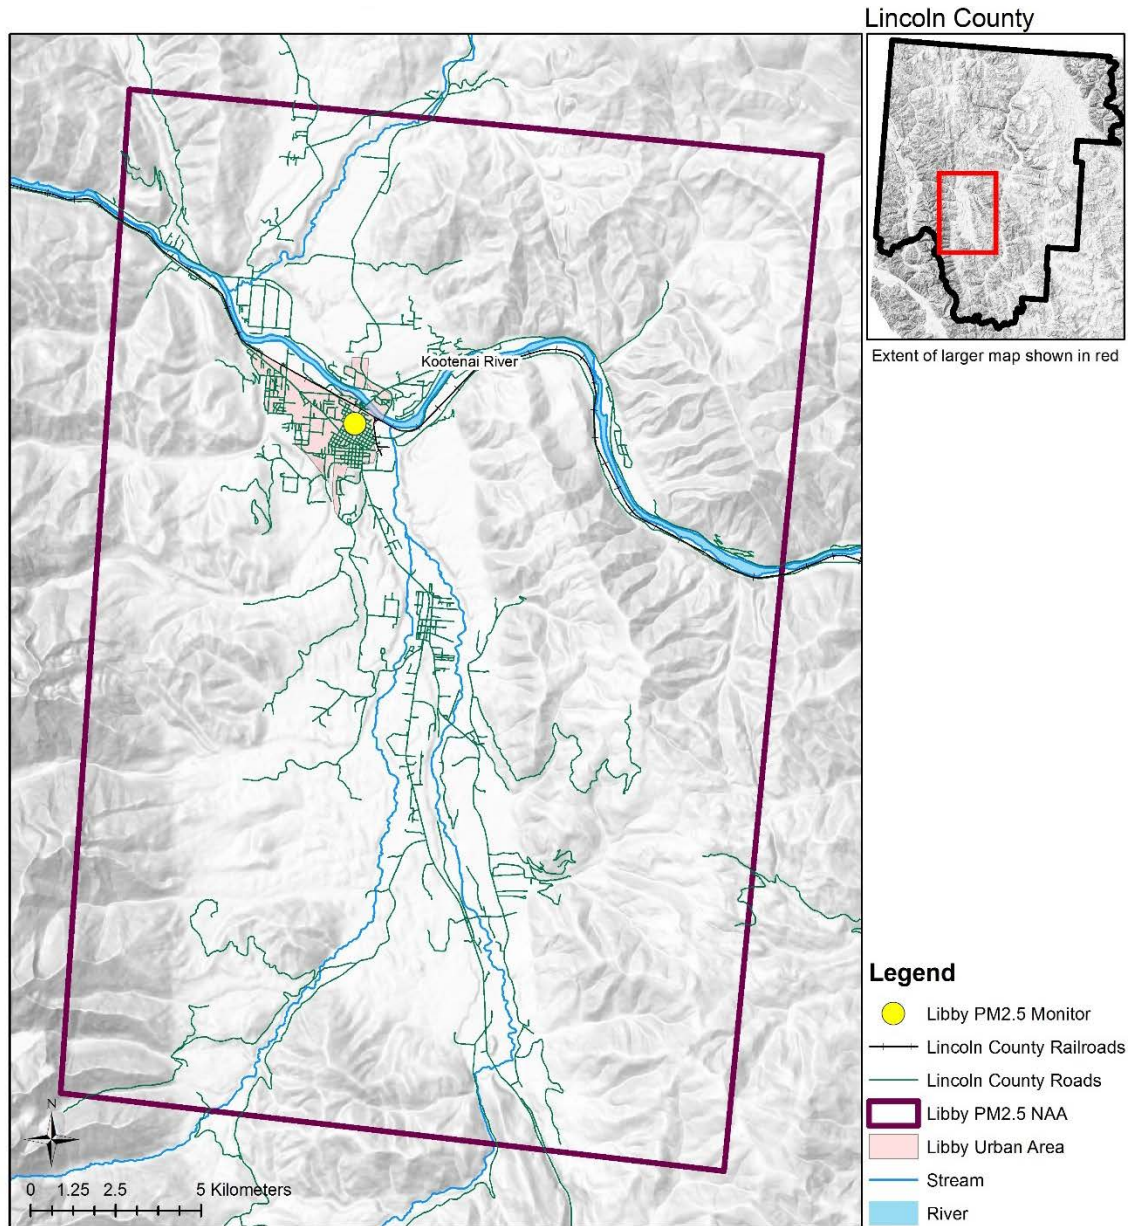 Lincoln County
Extent of larger map shown in red
Kootenai River
Legend
Libby PM2.5 Monitor
Lincoln County Railroads
Lincoln County Roads
Libby PM2.5 NAA
Libby Urban Area
Stream
River
N
0 1.25 2.5 5 Kilometers